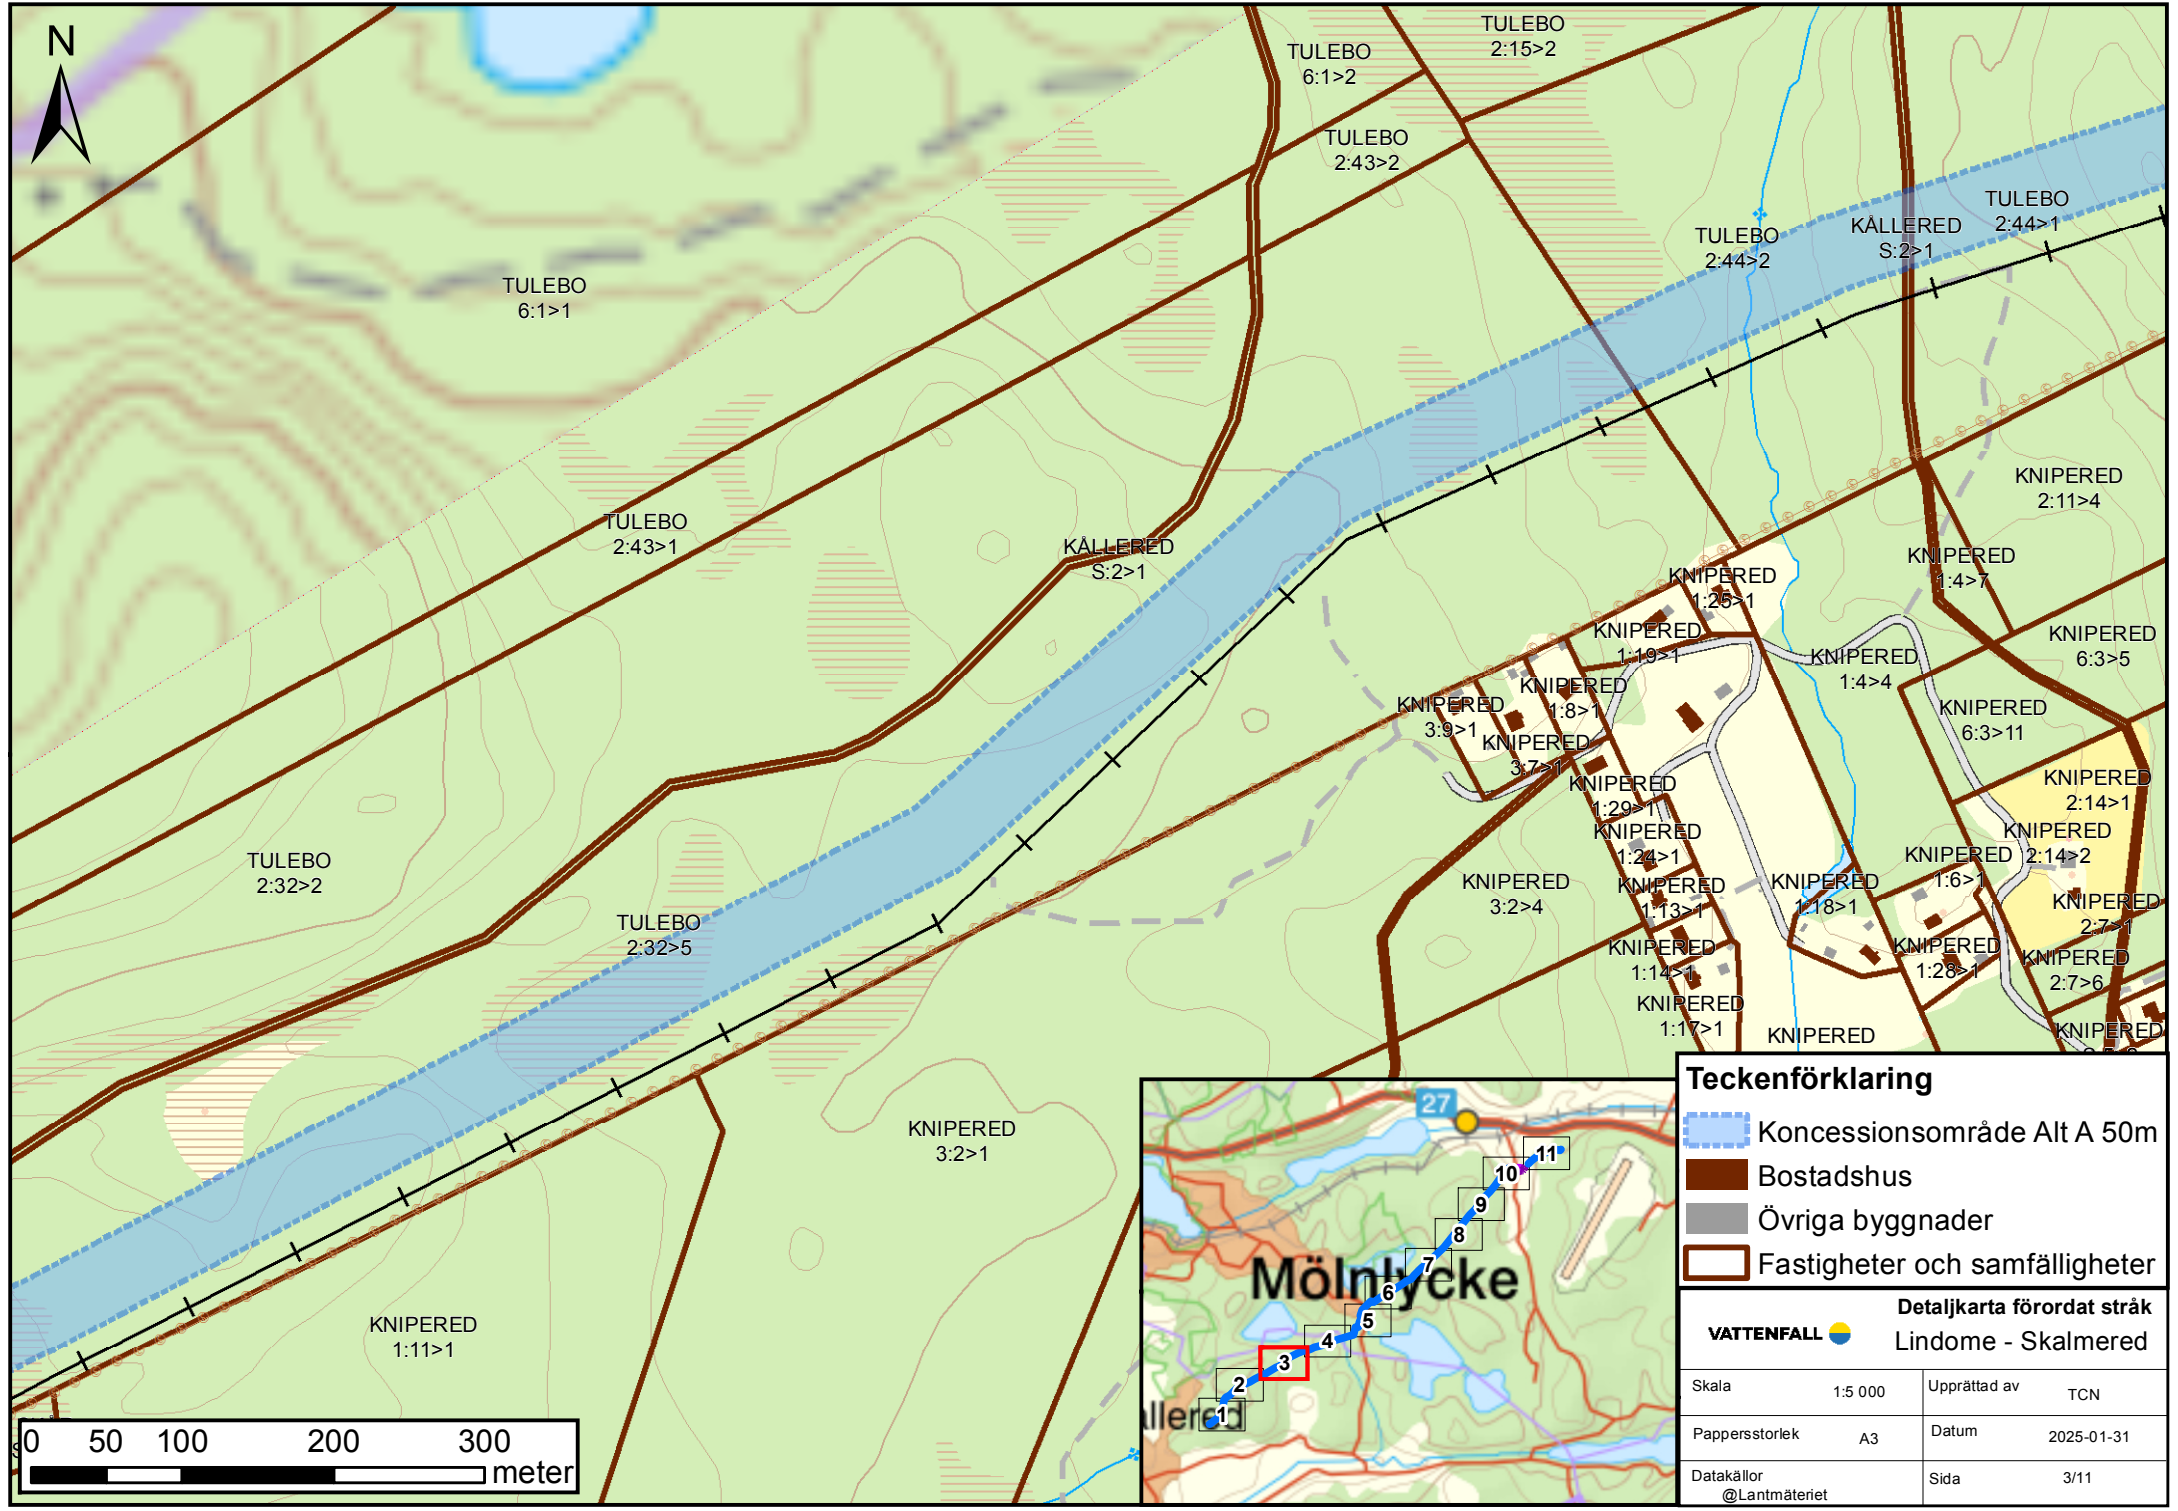 N
TULEBO
2:15>2
TULEBO
6:1>2
TULEBO
2:43>2
TULEBO
2:44>1
KÅLLERED
S:2>1
TULEBO
2:44>2
TULEBO
6:1>1
KNIPERED
2:11>4
TULEBO
2:43>1
KÅLLERED
S:2>1
KNIPERED
1:4>7
KNIPERED
1:25>1
KNIPERED
1:19>1
KNIPERED
6:3>5
KNIPERED
1:4>4
KNIPERED
1:8>1
KNIPERED
3:9>1
KNIPERED
6:3>11
KNIPERED
3:7>1
KNIPERED
1:29>1
KNIPERED
2:14>1
KNIPERED
1:24>1
KNIPERED
2:14>2
TULEBO
2:32>2
KNIPERED
1:6>1
KNIPERED
3:2>4
KNIPERED
1:13>1
KNIPERED
1:18>1
KNIPERED
2:7>1
TULEBO
2:32>5
KNIPERED
1:14>1
KNIPERED
1:28>1
KNIPERED
2:7>6
KNIPERED
1:17>1
KNIPERED
KNIPERED
KNIPERED
3:2>1
KNIPERED
1:11>1
0 50 100 200 300
meter
27
11
10
9
8
7
Mölnlycke
6
5
4
3
2
1
llered
Teckenförklaring
Koncessionsområde Alt A 50m
Bostadshus
Övriga byggnader
Fastigheter och samfälligheter
VATTENFALL
Detaljkarta förordat stråk
Lindome - Skalmered
Skala 1:5 000
Upprättad av TCN
Pappersstorlek A3
Datum 2025-01-31
Datakällor
@Lantmäteriet
Sida 3/11